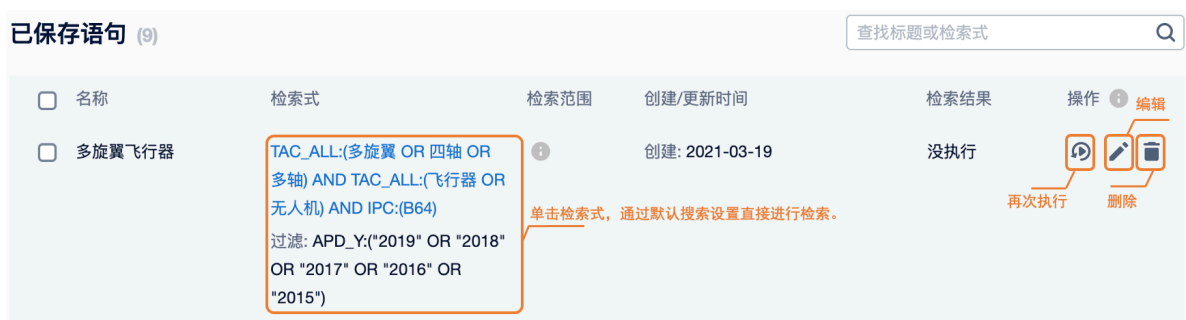 已保存语句 (9)
查找标题或检索式
名称 检索式 检索范围 创建/更新时间 检索结果 操作 编辑
多旋翼飞行器 TAC_ALL:(多旋翼 OR 四轴 OR 创建: 2021-03-19 没执行
多轴) AND TAC_ALL:(飞行器 OR
无人机) AND IPC:(B64)
单击检索式，通过默认搜索设置直接进行检索。
再次执行 删除
过滤: APD_Y:("2019" OR "2018"
OR "2017" OR "2016" OR
"2015")